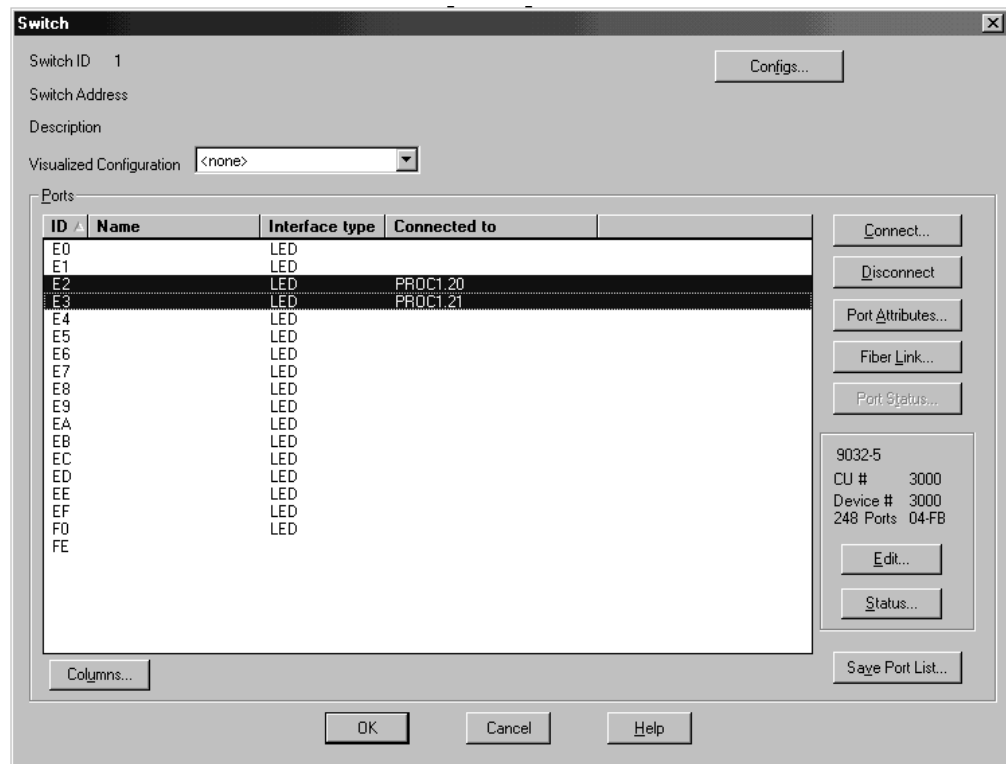 Switch
Switch ID 1
Configs...
Switch Address
Description
Visualized Configuration <none>
Ports
ID Name Interface type Connected to
E0 LED
E1 LED
E2 LED PROC1.20
E3 LED PROC1.21
E4 LED
E5 LED
E6 LED
E7 LED
E8 LED
E9 LED
EA LED
EB LED
EC LED
ED LED
EE LED
EF LED
F0 LED
FE
Connect...
Disconnect
Port Attributes...
Fiber Link...
Port Status...
9032-5
CU # 3000
Device # 3000
248 Ports 04-FB
Edit...
Status...
Columns...
Save Port List...
OK Cancel Help